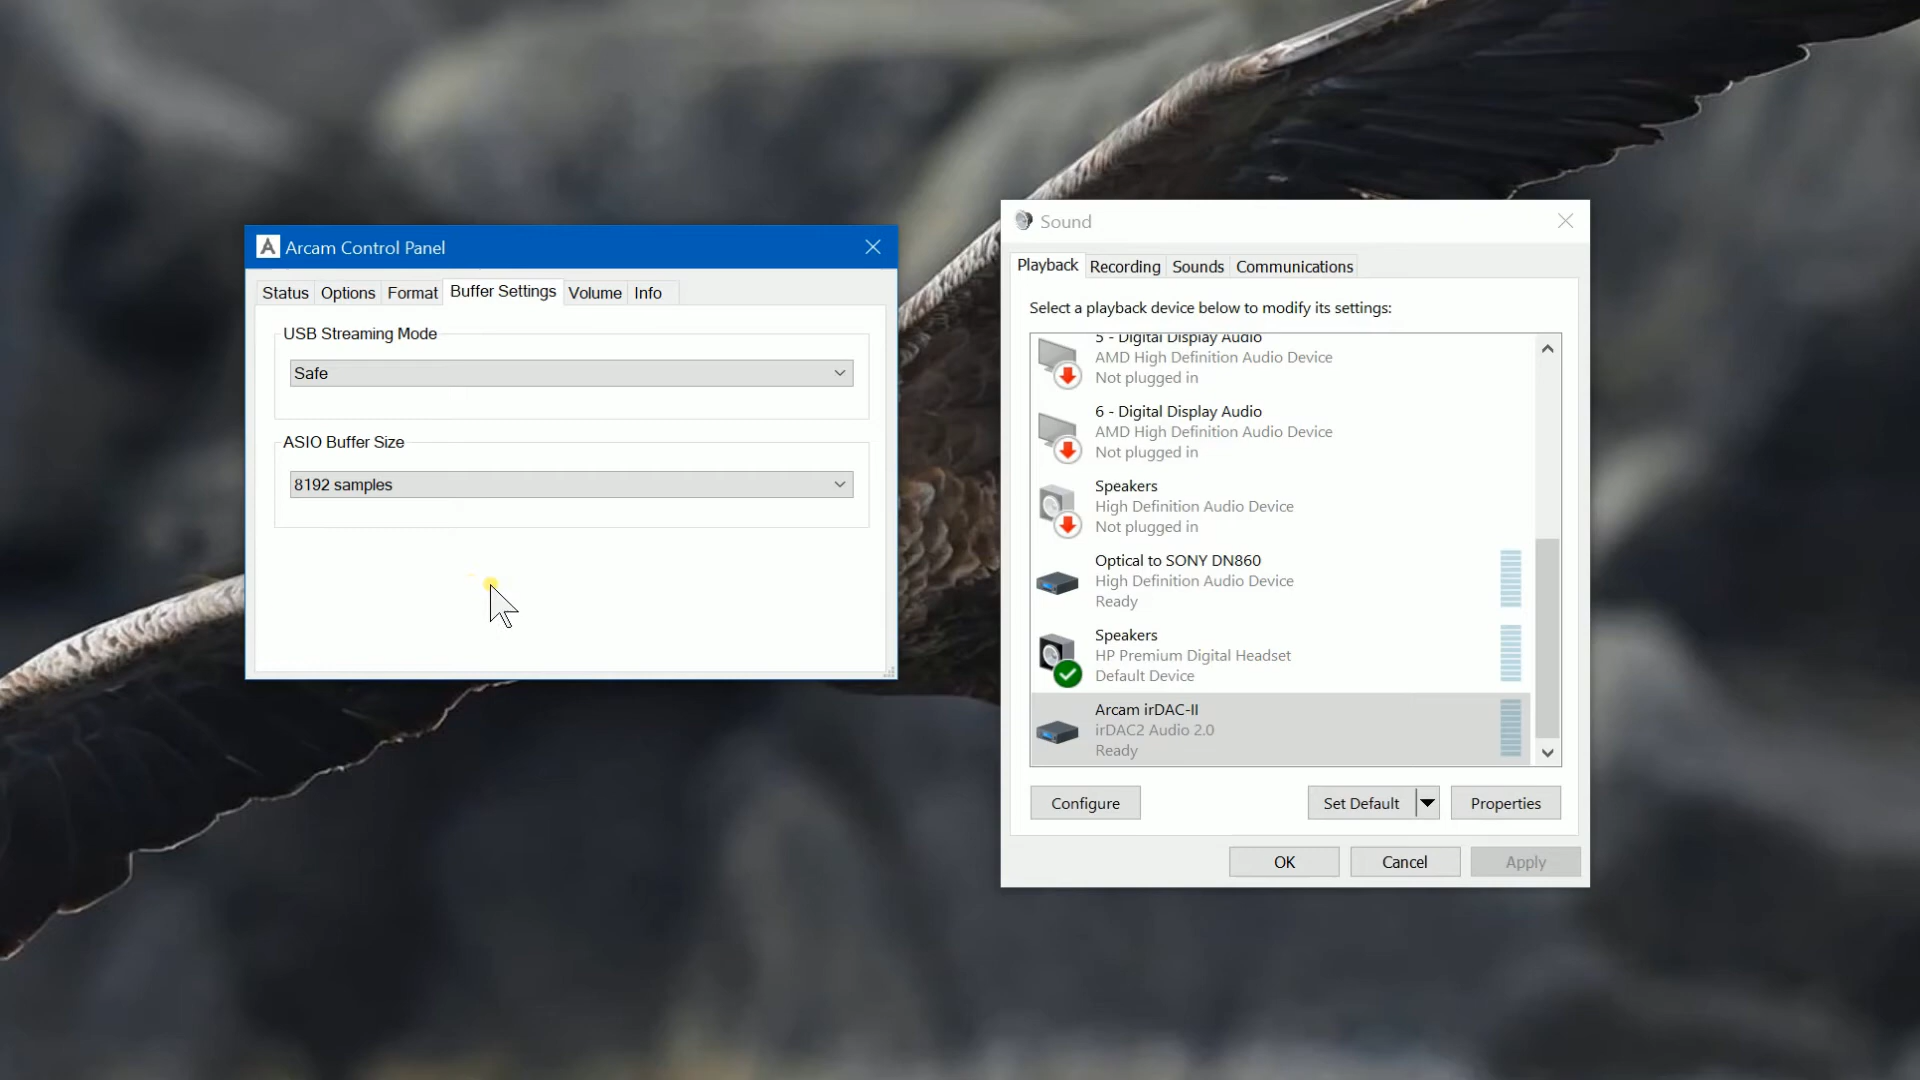 Arcam Control Panel
Status Options Format Buffer Settings Volume Info
USB Streaming Mode
Safe
ASIO Buffer Size
8192 samples
Sound
Playback Recording Sounds Communications
Select a playback device below to modify its settings:
5 - Digital Display Audio
AMD High Definition Audio Device
Not plugged in
6 - Digital Display Audio
AMD High Definition Audio Device
Not plugged in
Speakers
High Definition Audio Device
Not plugged in
Optical to SONY DN860
High Definition Audio Device
Ready
Speakers
HP Premium Digital Headset
Default Device
Arcam irDAC-II
irDAC2 Audio 2.0
Ready
Configure Set Default Properties
OK Cancel Apply